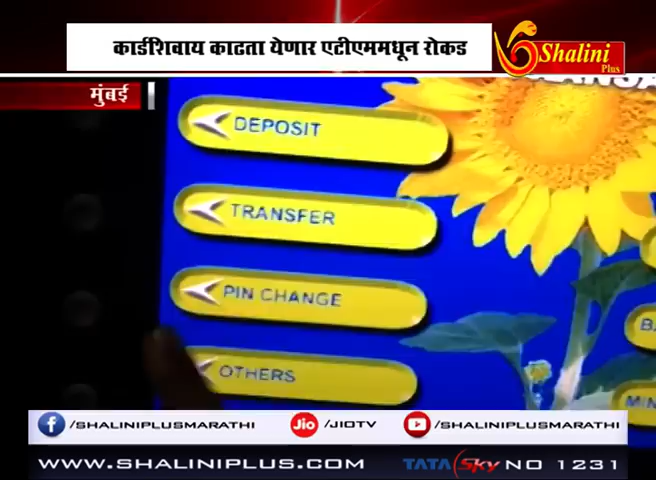 कार्डशिवाय काढता येणार एटीएममधून रोकड
Shalini
Plus
मुंबई
DEPOSIT
TRANSFER
PIN CHANGE
OTHERS
/SHALINIPLUSMARATHI
Jio /JIOTV
/SHALINIPLUSMARATHI
WWW.SHALINIPLUS.COM
TATA Sky NO 1231